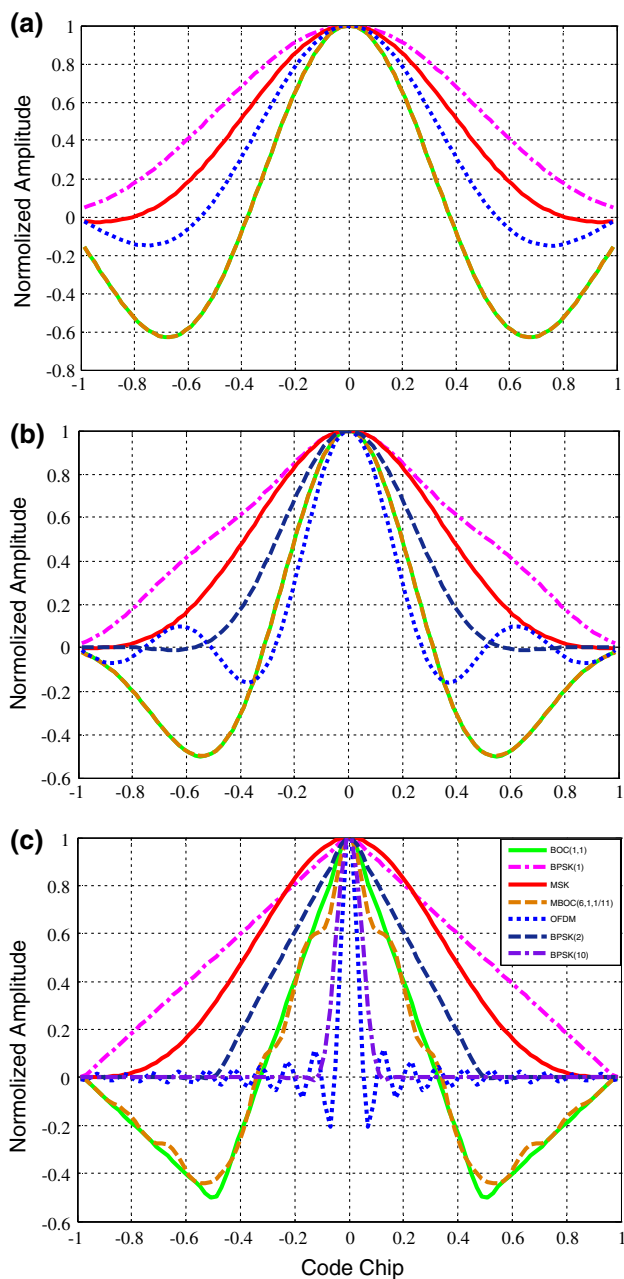 (a)
1
0.8
0.6
0.4
0.2
0
-0.2
-0.4
-0.6
-0.8
Normolized Amplitude
-1 -0.8 -0.6 -0.4 -0.2 0 0.2 0.4 0.6 0.8 1
(b)
1
0.8
0.6
0.4
0.2
0
-0.2
-0.4
-0.6
Normolized Amplitude
-1 -0.8 -0.6 -0.4 -0.2 0 0.2 0.4 0.6 0.8 1
(c)
1
0.8
0.6
0.4
0.2
0
-0.2
-0.4
-0.6
Normolized Amplitude
BOC(1,1)
BPSK(1)
MSK
MBOC(6,1,1/11)
OFDM
BPSK(2)
BPSK(10)
-1 -0.8 -0.6 -0.4 -0.2 0 0.2 0.4 0.6 0.8 1
Code Chip